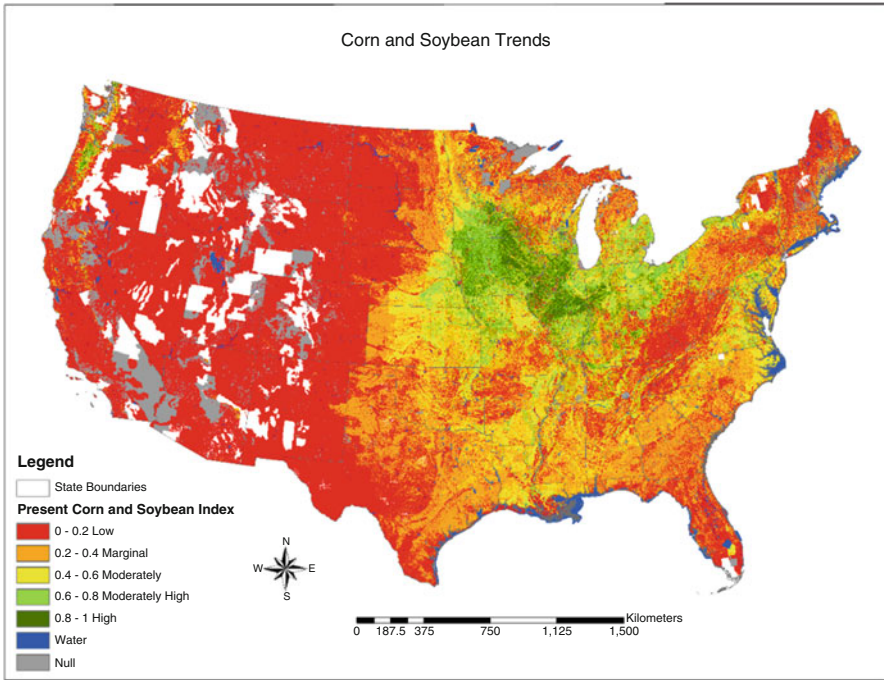 Corn and Soybean Trends
Legend
State Boundaries
Present Corn and Soybean Index
0 - 0.2 Low
0.2 - 0.4 Marginal
0.4 - 0.6 Moderately
0.6 - 0.8 Moderately High
0.8 - 1 High
Water
Null
N
W E
S
Kilometers
0 187.5 375 750 1,125 1,500